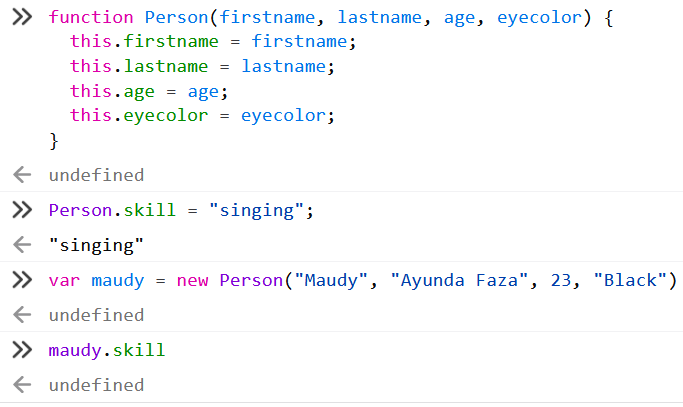 function Person(firstname, lastname, age, eyecolor) {
  this.firstname = firstname;
  this.lastname = lastname;
  this.age = age;
  this.eyecolor = eyecolor;
}
undefined
Person.skill = "singing";
"singing"
var maudy = new Person("Maudy", "Ayunda Faza", 23, "Black")
undefined
maudy.skill
undefined